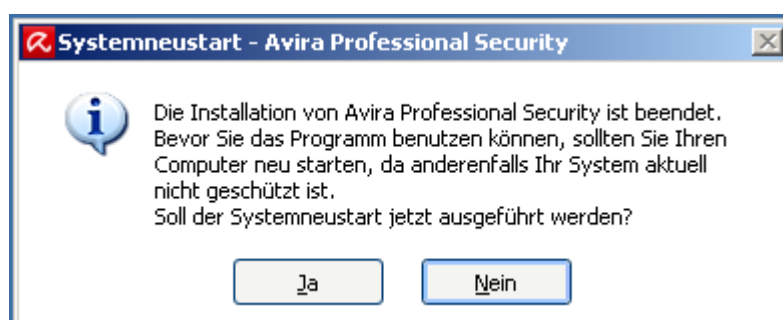 Systemneustart - Avira Professional Security
Die Installation von Avira Professional Security ist beendet.
Bevor Sie das Programm benutzen können, sollten Sie Ihren
Computer neu starten, da anderenfalls Ihr System aktuell
nicht geschützt ist.
Soll der Systemneustart jetzt ausgeführt werden?
Ja
Nein